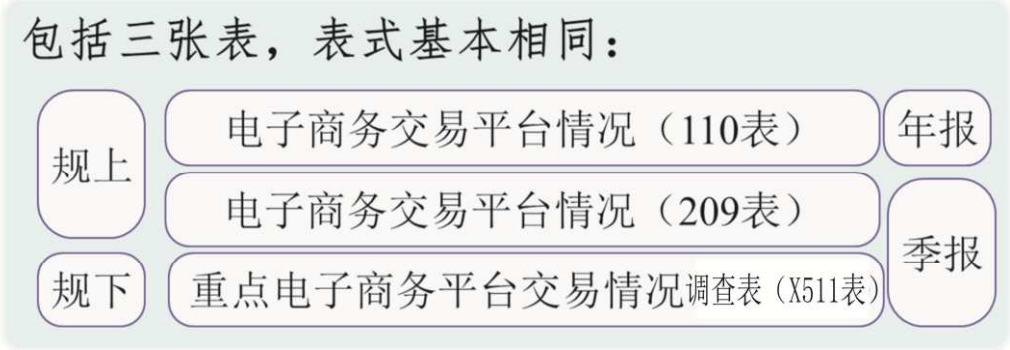 包括三张表，表式基本相同：
规上
电子商务交易平台情况（110表）
年报
电子商务交易平台情况（209表）
季报
规下
重点电子商务平台交易情况调查表（X511表）